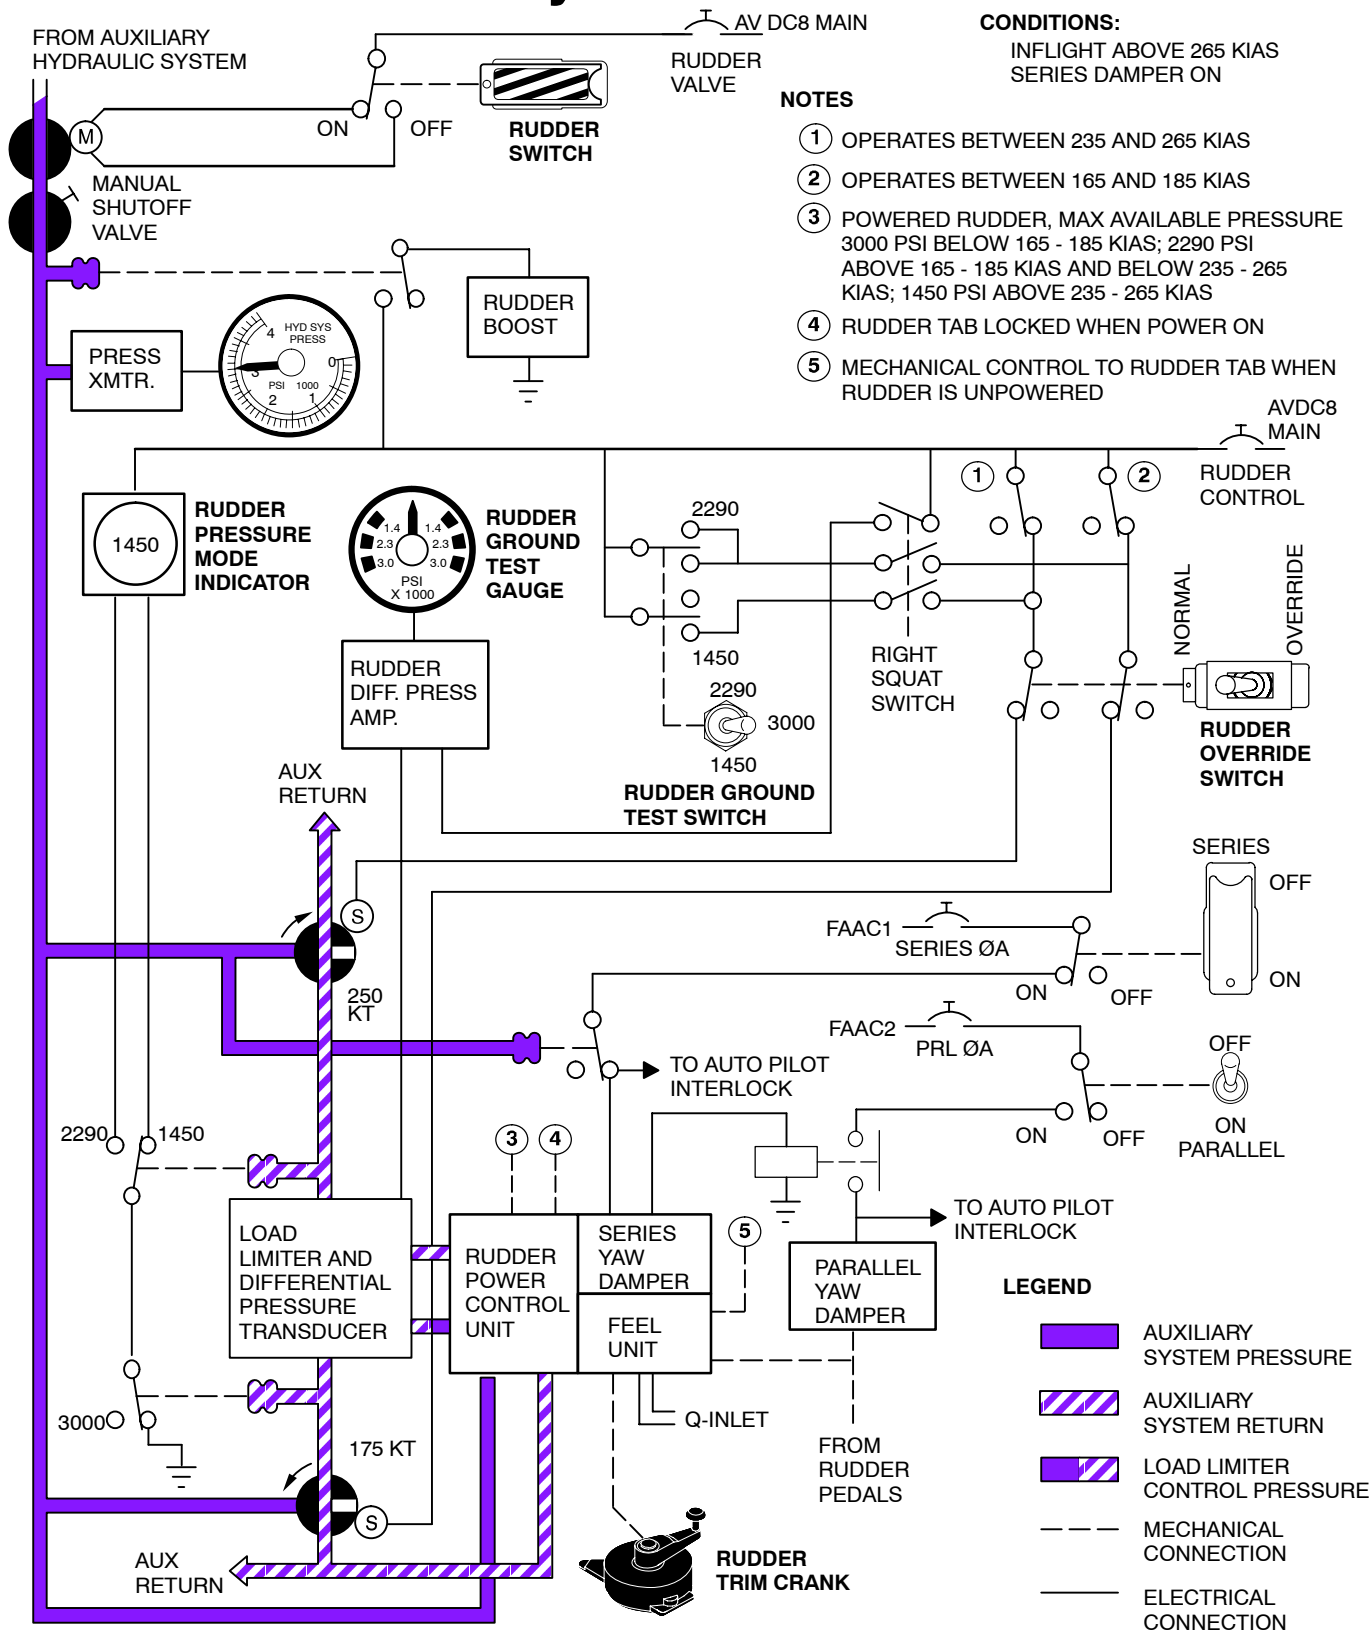 FROM AUXILIARY
HYDRAULIC SYSTEM
AV DC8 MAIN
RUDDER
VALVE
CONDITIONS:
INFLIGHT ABOVE 265 KIAS
SERIES DAMPER ON
M
ON
OFF
RUDDER
SWITCH
MANUAL
SHUTOFF
VALVE
NOTES
1 OPERATES BETWEEN 235 AND 265 KIAS
2 OPERATES BETWEEN 165 AND 185 KIAS
3 POWERED RUDDER, MAX AVAILABLE PRESSURE
3000 PSI BELOW 165 - 185 KIAS; 2290 PSI
ABOVE 165 - 185 KIAS AND BELOW 235 - 265
KIAS; 1450 PSI ABOVE 235 - 265 KIAS
4 RUDDER TAB LOCKED WHEN POWER ON
5 MECHANICAL CONTROL TO RUDDER TAB WHEN
RUDDER IS UNPOWERED
RUDDER
BOOST
PRESS
XMTR.
HYD SYS
PRESS
4
3
2
1
0
PSI 1000
AVDC8
MAIN
RUDDER
CONTROL
1
2
1450
RUDDER
PRESSURE
MODE
INDICATOR
1.4 1.4
2.3 2.3
3.0 3.0
PSI
X 1000
RUDDER
GROUND
TEST
GAUGE
2290
1450
RIGHT
SQUAT
SWITCH
NORMAL
OVERRIDE
RUDDER
OVERRIDE
SWITCH
RUDDER
DIFF. PRESS
AMP.
2290
3000
1450
RUDDER GROUND
TEST SWITCH
AUX
RETURN
S
250
KT
SERIES
OFF
ON
FAAC1
SERIES ØA
ON
OFF
FAAC2
PRL ØA
OFF
ON
PARALLEL
ON
OFF
TO AUTO PILOT
INTERLOCK
2290
1450
3
4
LOAD
LIMITER AND
DIFFERENTIAL
PRESSURE
TRANSDUCER
RUDDER
POWER
CONTROL
UNIT
SERIES
YAW
DAMPER
FEEL
UNIT
5
TO AUTO PILOT
INTERLOCK
PARALLEL
YAW
DAMPER
3000
175 KT
S
Q-INLET
FROM
RUDDER
PEDALS
AUX
RETURN
RUDDER
TRIM CRANK
LEGEND
AUXILIARY
SYSTEM PRESSURE
AUXILIARY
SYSTEM RETURN
LOAD LIMITER
CONTROL PRESSURE
MECHANICAL
CONNECTION
ELECTRICAL
CONNECTION